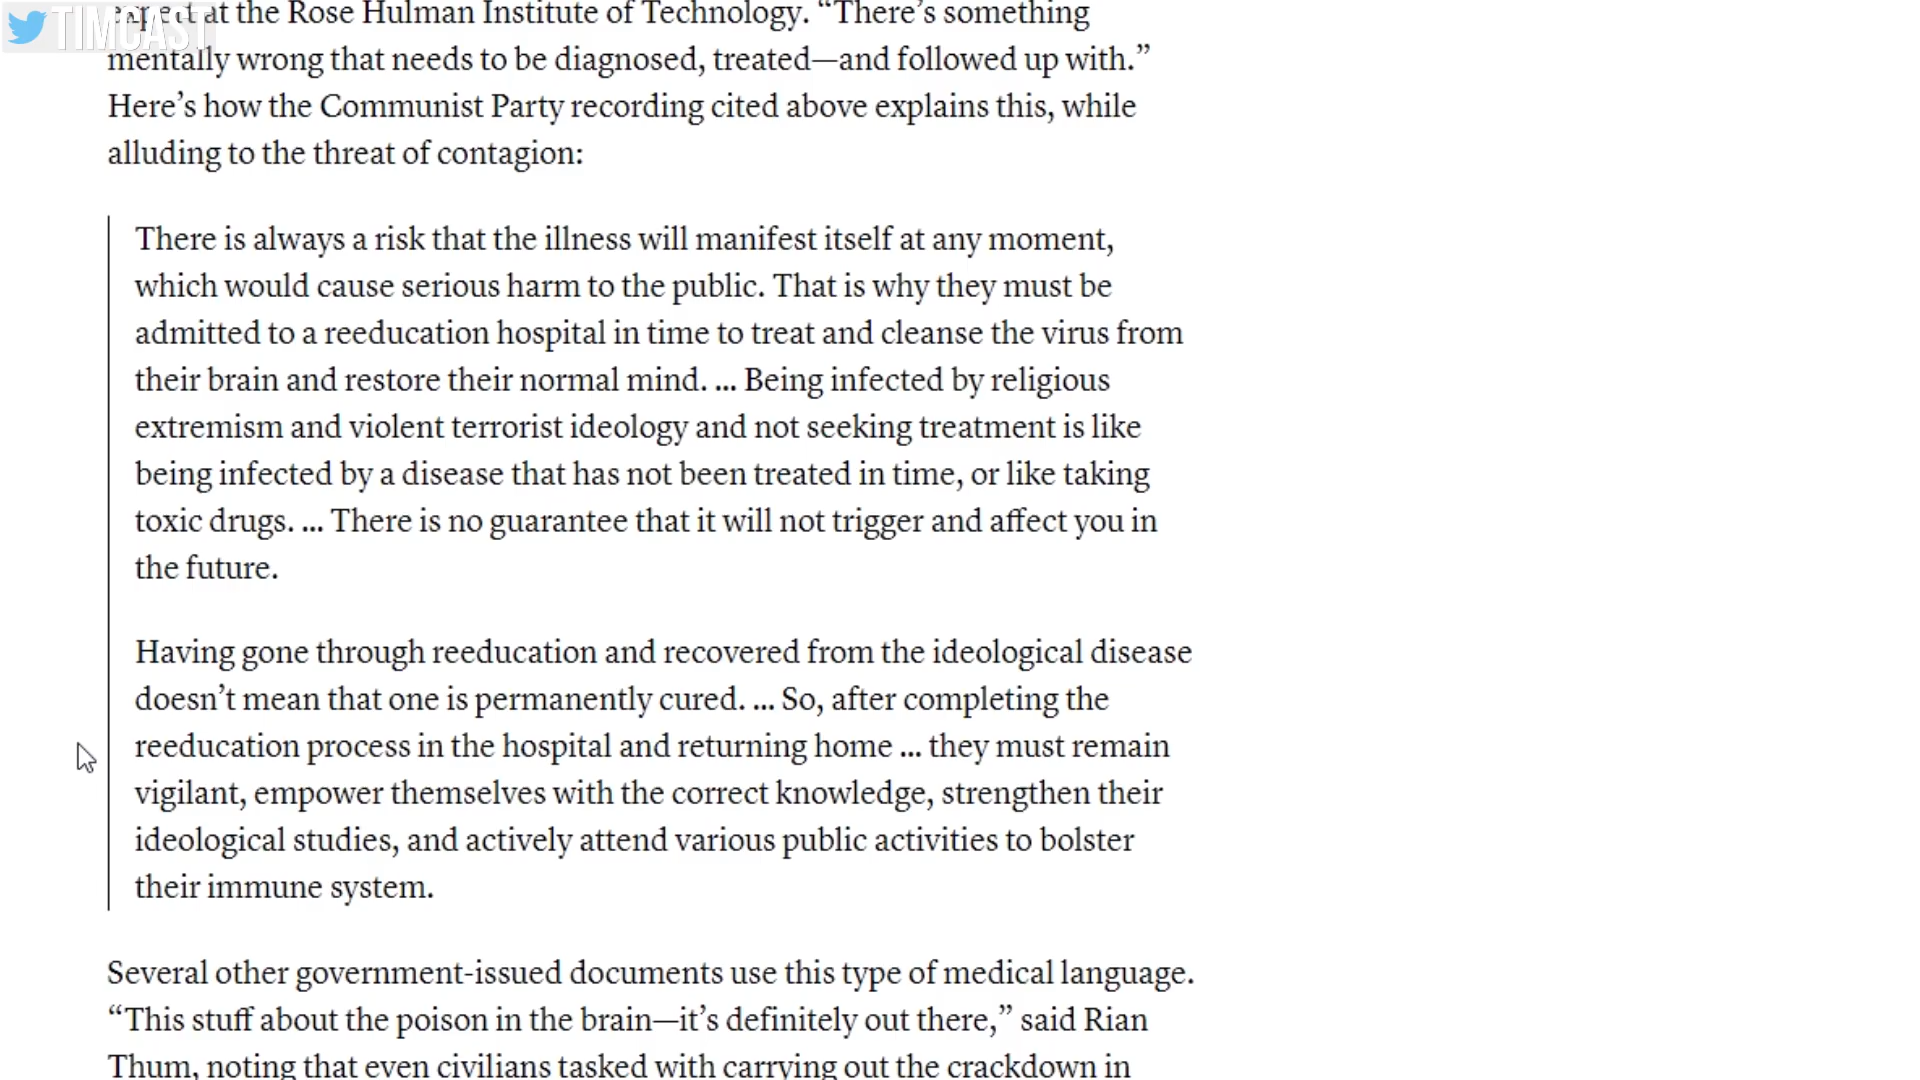 TIMCAST
expert at the Rose Hulman Institute of Technology. “There’s something
mentally wrong that needs to be diagnosed, treated—and followed up with.”
Here’s how the Communist Party recording cited above explains this, while
alluding to the threat of contagion:
There is always a risk that the illness will manifest itself at any moment,
which would cause serious harm to the public. That is why they must be
admitted to a reeducation hospital in time to treat and cleanse the virus from
their brain and restore their normal mind. ... Being infected by religious
extremism and violent terrorist ideology and not seeking treatment is like
being infected by a disease that has not been treated in time, or like taking
toxic drugs. ... There is no guarantee that it will not trigger and affect you in
the future.
Having gone through reeducation and recovered from the ideological disease
doesn’t mean that one is permanently cured. ... So, after completing the
reeducation process in the hospital and returning home ... they must remain
vigilant, empower themselves with the correct knowledge, strengthen their
ideological studies, and actively attend various public activities to bolster
their immune system.
Several other government-issued documents use this type of medical language.
“This stuff about the poison in the brain—it’s definitely out there,” said Rian
Thum, noting that even civilians tasked with carrying out the crackdown in